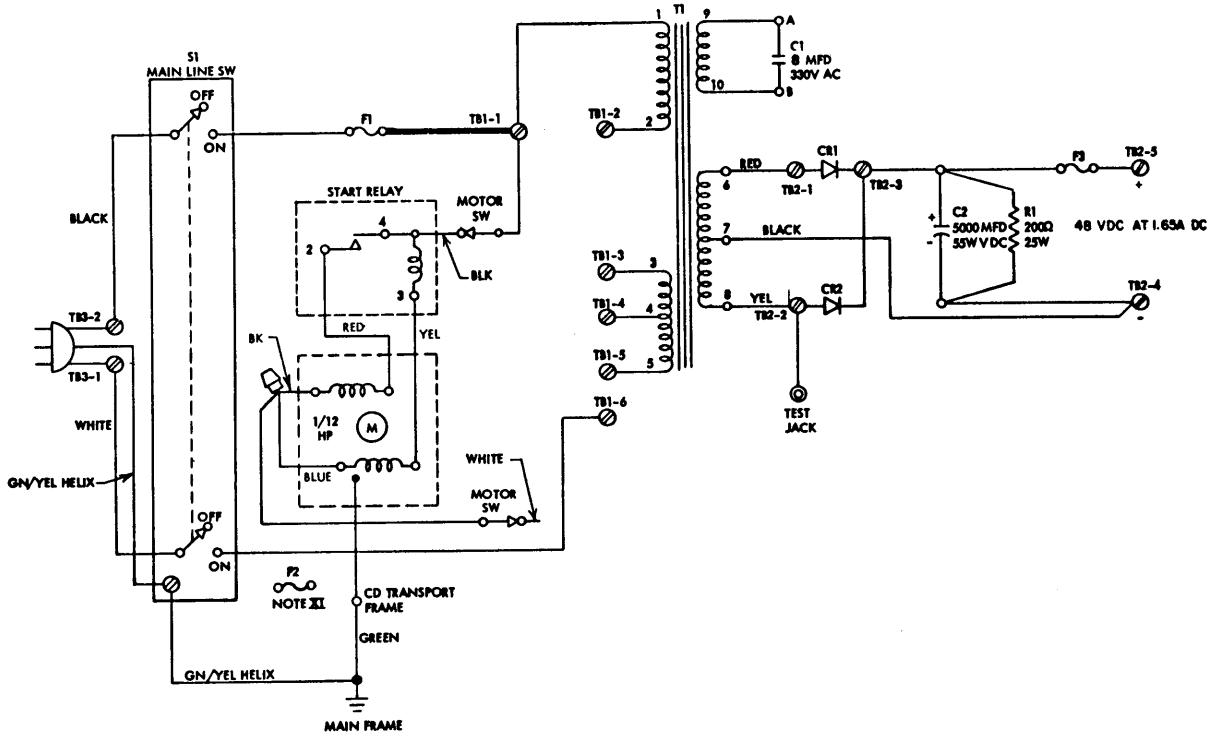 S1
MAIN LINE SW
OFF
ON
F1
TB1-1
1
T1
9
A
C1
8 MFD
330V AC
10
B
TB1-2
2
BLACK
START RELAY
4
2
3
MOTOR
SW
BLK
RED
6
TB2-1
CR1
TB2-3
F3
TB2-5
+
+
C2
5000 MFD
-
55W V DC
R1
200Ω
25W
48 VDC AT 1.65A DC
7
BLACK
TB1-3
3
TB1-4
4
TB1-5
5
8
YEL
TB2-2
CR2
TB2-4
-
TEST
JACK
TB1-6
TB3-2
TB3-1
RED
YEL
BK
1/12
HP
M
BLUE
WHITE
GN/YEL HELIX
WHITE
MOTOR
SW
OFF
ON
F2
NOTE XI
CD TRANSPORT
FRAME
GREEN
GN/YEL HELIX
MAIN FRAME